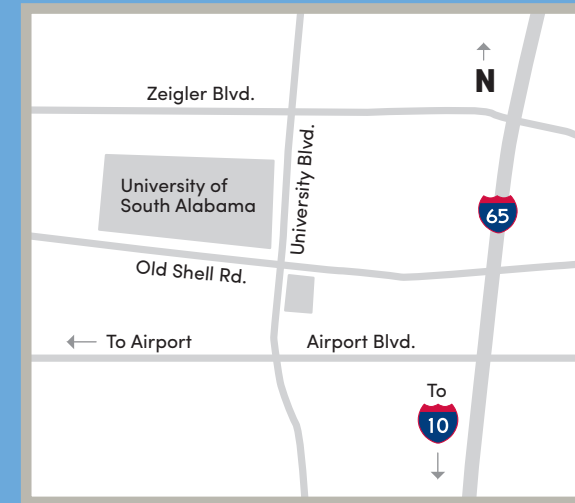 N
Zeigler Blvd.
University Blvd.
University of
South Alabama
65
Old Shell Rd.
To Airport
Airport Blvd.
To
10